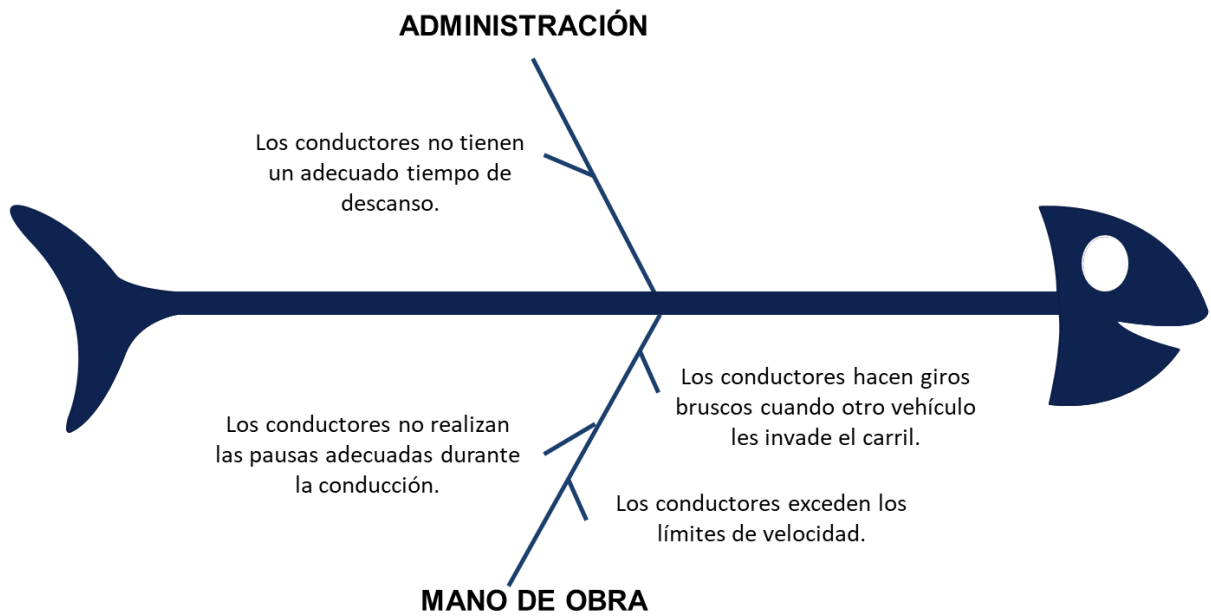 ADMINISTRACIÓN
Los conductores no tienen
un adecuado tiempo de
descanso.
Los conductores hacen giros
bruscos cuando otro vehículo
les invade el carril.
Los conductores no realizan
las pausas adecuadas durante
la conducción.
Los conductores exceden los
límites de velocidad.
MANO DE OBRA